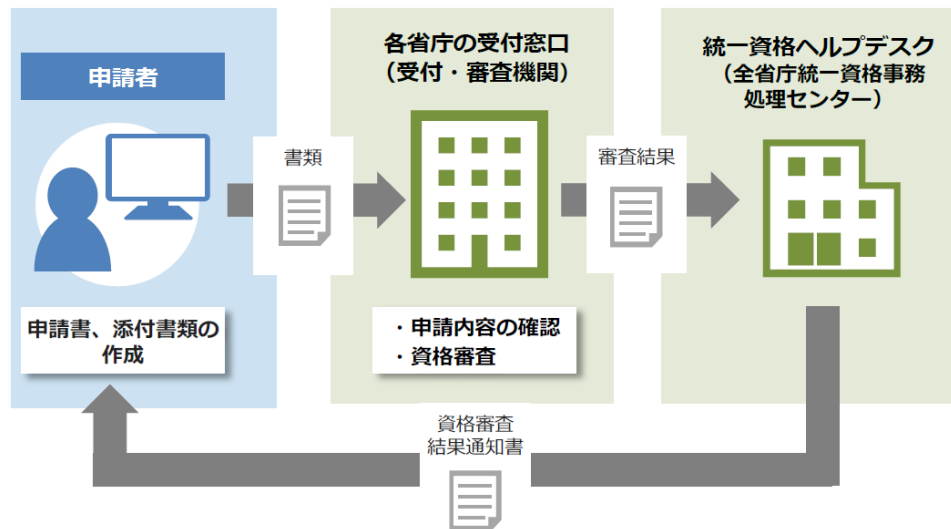 申請者
申請書、添付書類の
作成
書類
各省庁の受付窓口
（受付・審査機関）
・申請内容の確認
・資格審査
審査結果
統一資格ヘルプデスク
（全省庁統一資格事務
処理センター）
資格審査
結果通知書